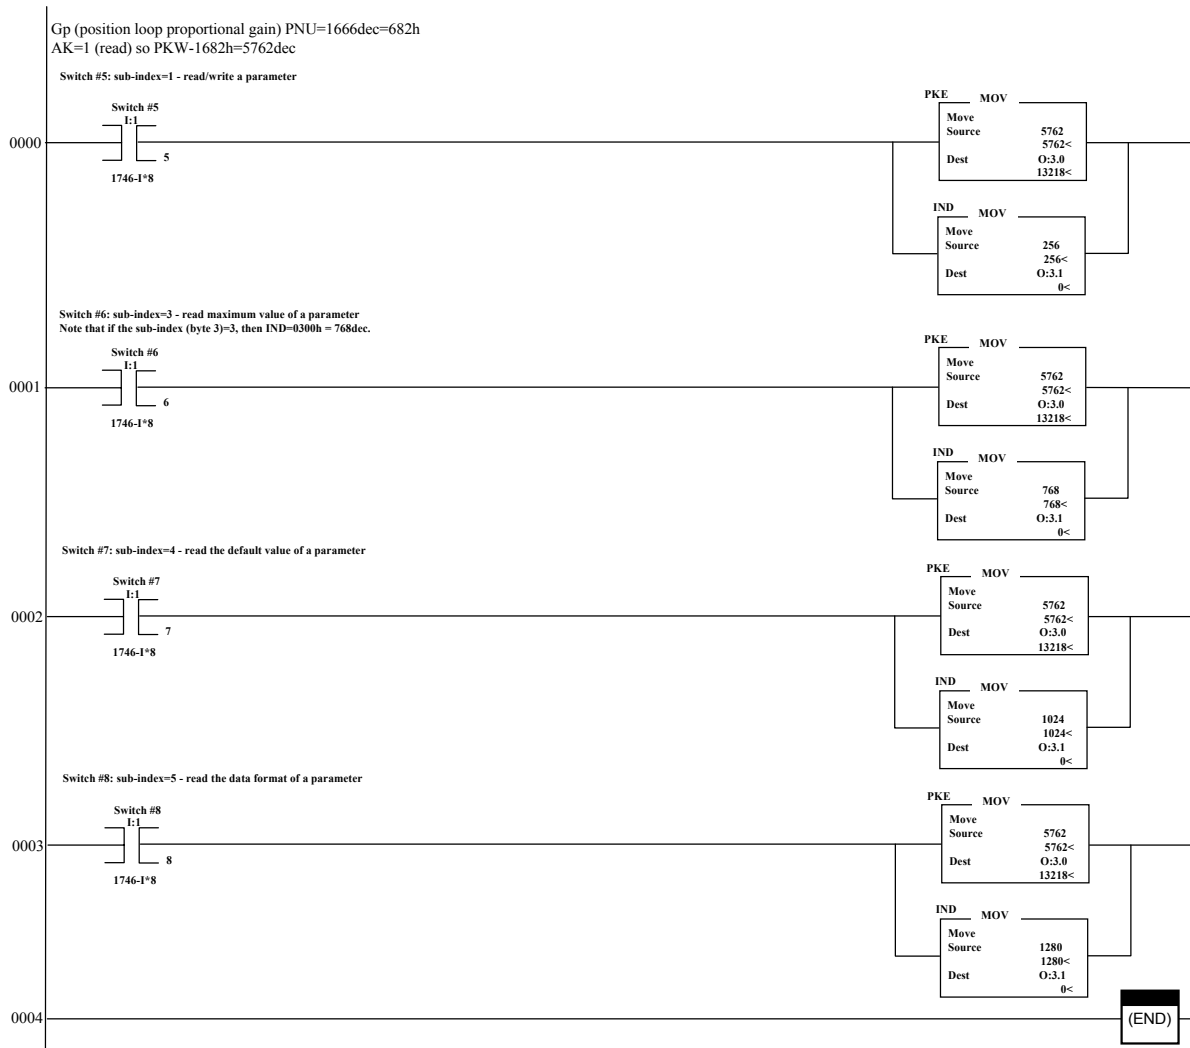 Gp (position loop proportional gain) PNU=1666dec=682h
AK=1 (read) so PKW-1682h=5762dec
Switch #5: sub-index=1 - read/write a parameter
0000
Switch #5
I:1
5
1746-I*8
PKE
MOV
Move
Source 5762
5762<
Dest O:3.0
13218<
IND
MOV
Move
Source 256
256<
Dest O:3.1
0<
Switch #6: sub-index=3 - read maximum value of a parameter
Note that if the sub-index (byte 3)=3, then IND=0300h = 768dec.
0001
Switch #6
I:1
6
1746-I*8
PKE
MOV
Move
Source 5762
5762<
Dest O:3.0
13218<
IND
MOV
Move
Source 768
768<
Dest O:3.1
0<
Switch #7: sub-index=4 - read the default value of a parameter
0002
Switch #7
I:1
7
1746-I*8
PKE
MOV
Move
Source 5762
5762<
Dest O:3.0
13218<
IND
MOV
Move
Source 1024
1024<
Dest O:3.1
0<
Switch #8: sub-index=5 - read the data format of a parameter
0003
Switch #8
I:1
8
1746-I*8
PKE
MOV
Move
Source 5762
5762<
Dest O:3.0
13218<
IND
MOV
Move
Source 1280
1280<
Dest O:3.1
0<
0004
(END)